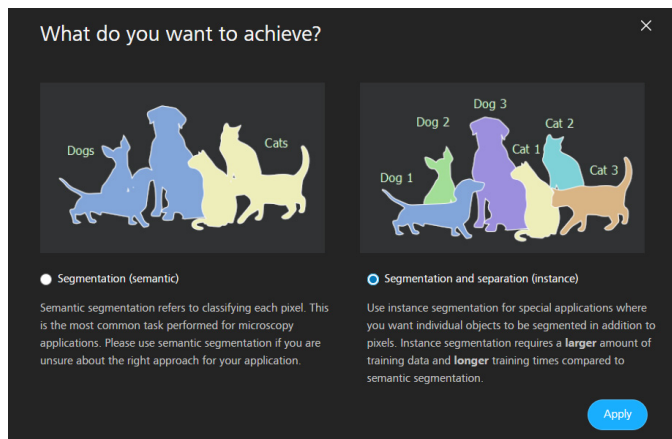 What do you want to achieve?
Dogs
Cats
Dog 1
Dog 2
Dog 3
Cat 1
Cat 2
Cat 3
Segmentation (semantic)
Semantic segmentation refers to classifying each pixel. This
is the most common task performed for microscopy
applications. Please use semantic segmentation if you are
unsure about the right approach for your application.
Segmentation and separation (instance)
Use instance segmentation for special applications where
you want individual objects to be segmented in addition to
pixels. Instance segmentation requires a larger amount of
training data and longer training times compared to
semantic segmentation.
Apply